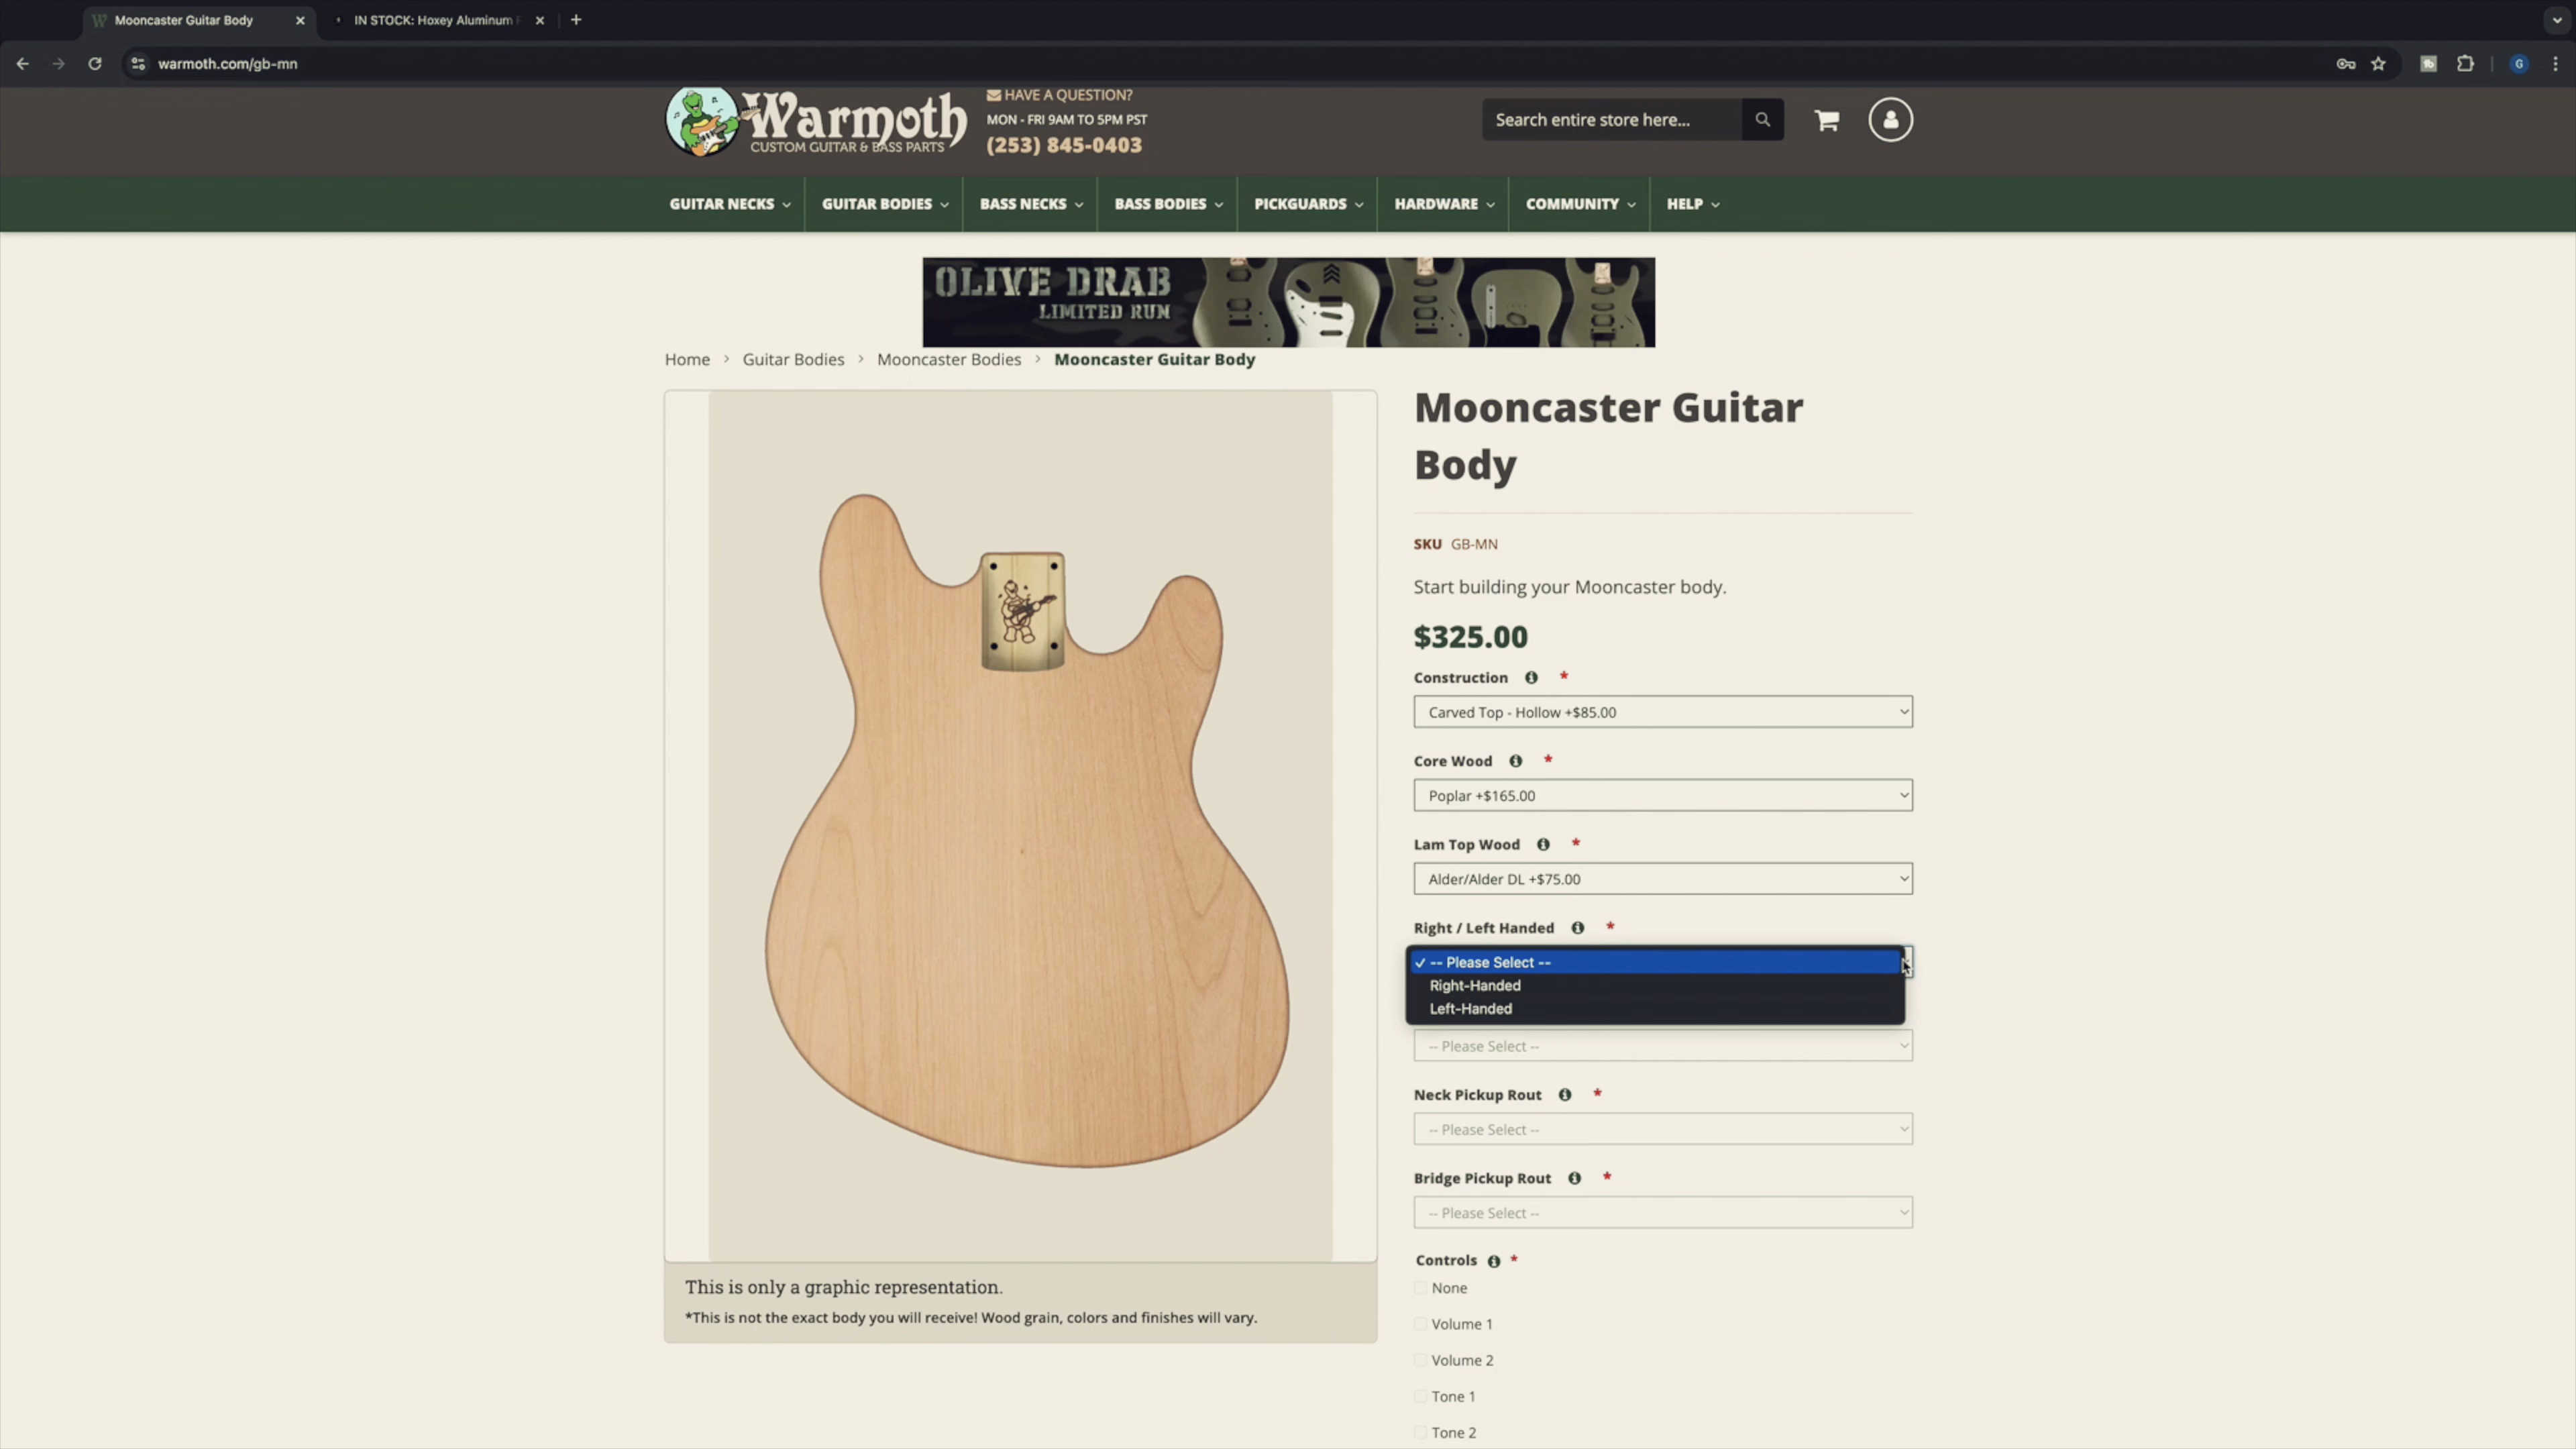 Mooncaster Guitar Body
IN STOCK: Hoxey Aluminum
warmoth.com/gb-mn
G
Warmoth
CUSTOM GUITAR & BASS PARTS
HAVE A QUESTION?
MON - FRI 9AM TO 5PM PST
(253) 845-0403
Search entire store here...
GUITAR NECKS
GUITAR BODIES
BASS NECKS
BASS BODIES
PICKGUARDS
HARDWARE
COMMUNITY
HELP
OLIVE DRAB
LIMITED RUN
Home > Guitar Bodies > Mooncaster Bodies > Mooncaster Guitar Body
Mooncaster Guitar
Body
SKU GB-MN
Start building your Mooncaster body.
$325.00
Construction *
Carved Top - Hollow +$85.00
Core Wood *
Poplar +$165.00
Lam Top Wood *
Alder/Alder DL +$75.00
Right / Left Handed *
✓ -- Please Select --
Right-Handed
Left-Handed
-- Please Select --
Neck Pickup Rout *
-- Please Select --
Bridge Pickup Rout *
-- Please Select --
Controls *
None
Volume 1
Volume 2
Tone 1
Tone 2
This is only a graphic representation.
*This is not the exact body you will receive! Wood grain, colors and finishes will vary.